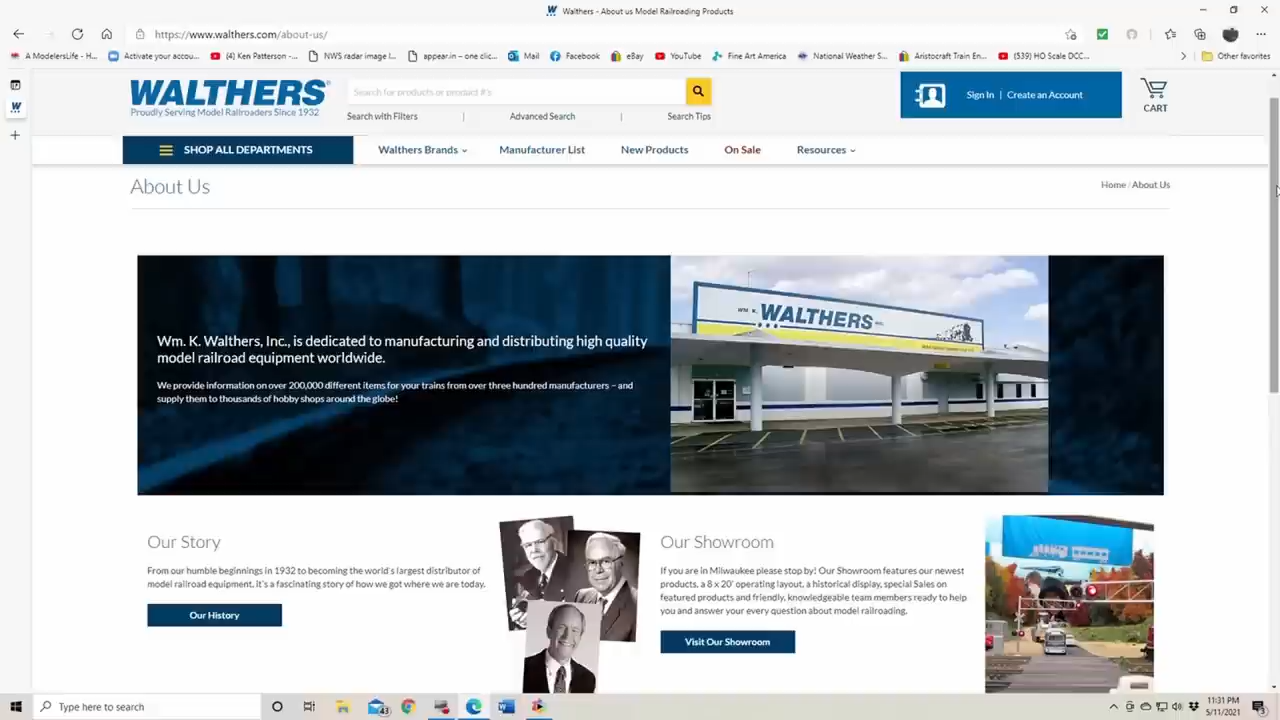 Walthers - About us Model Railroading Products
https://www.walthers.com/about-us/
A ModelersLife - H... Activate your accou... (4) Ken Patterson -... NWS radar image l... appear.in – one clic... Mail Facebook eBay YouTube Fine Art America National Weather S... Aristocraft Train En... (539) HO Scale DCC... Other favorites
WALTHERS
Proudly Serving Model Railroaders Since 1932
Search for products or product #'s
Search with Filters | Advanced Search | Search Tips
Sign In | Create an Account
CART
SHOP ALL DEPARTMENTS Walthers Brands Manufacturer List New Products On Sale Resources
About Us
Home / About Us
Wm. K. Walthers, Inc., is dedicated to manufacturing and distributing high quality
model railroad equipment worldwide.
We provide information on over 200,000 different items for your trains from over three hundred manufacturers – and
supply them to thousands of hobby shops around the globe!
WM. K. WALTHERS INC.
Our Story
From our humble beginnings in 1932 to becoming the world's largest distributor of
model railroad equipment, it's a fascinating story of how we got where we are today.
Our History
Our Showroom
If you are in Milwaukee please stop by! Our Showroom features our newest
products, a 8 x 20' operating layout, a historical display, special Sales on
featured products and friendly, knowledgeable team members ready to help
you and answer your every question about model railroading.
Visit Our Showroom
Type here to search
43
11:31 PM
5/11/2021
3